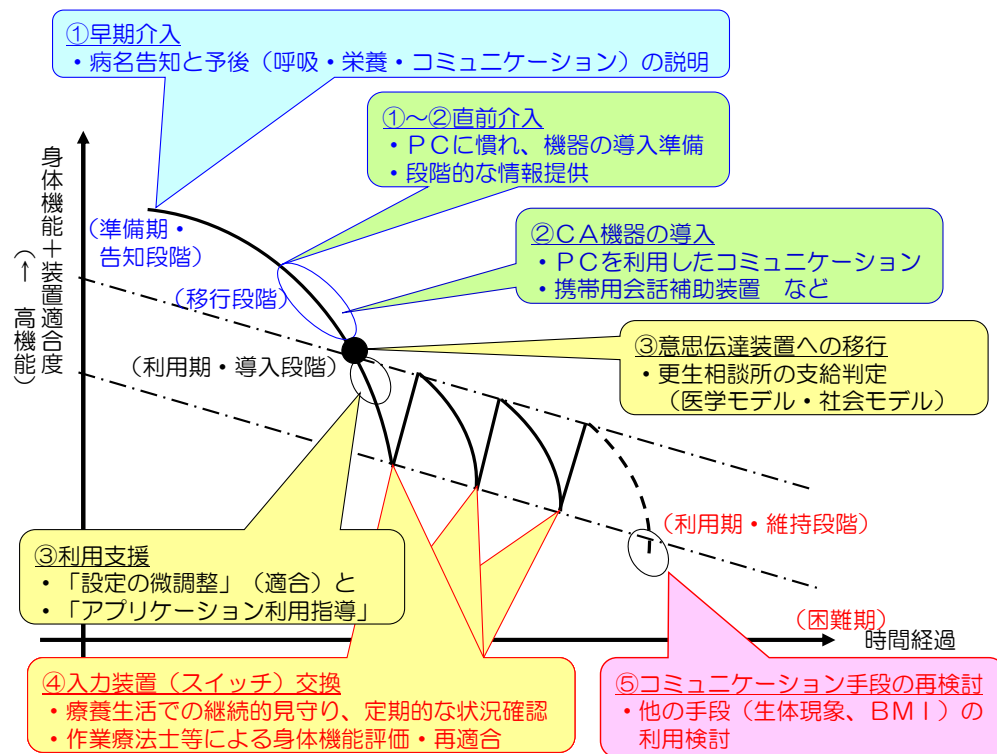 ①早期介入
・病名告知と予後（呼吸・栄養・コミュニケーション）の説明
①～②直前介入
・ＰＣに慣れ、機器の導入準備
・段階的な情報提供
身体機能＋装置適合度
（↑　高機能）
（準備期・
告知段階）
②ＣＡ機器の導入
・ＰＣを利用したコミュニケーション
・携帯用会話補助装置　など
（移行段階）
③意思伝達装置への移行
・更生相談所の支給判定
（医学モデル・社会モデル）
（利用期・導入段階）
（利用期・維持段階）
③利用支援
・「設定の微調整」（適合）と
・「アプリケーション利用指導」
（困難期）
時間経過
④入力装置（スイッチ）交換
・療養生活での継続的見守り、定期的な状況確認
・作業療法士等による身体機能評価・再適合
⑤コミュニケーション手段の再検討
・他の手段（生体現象、ＢＭＩ）の
利用検討